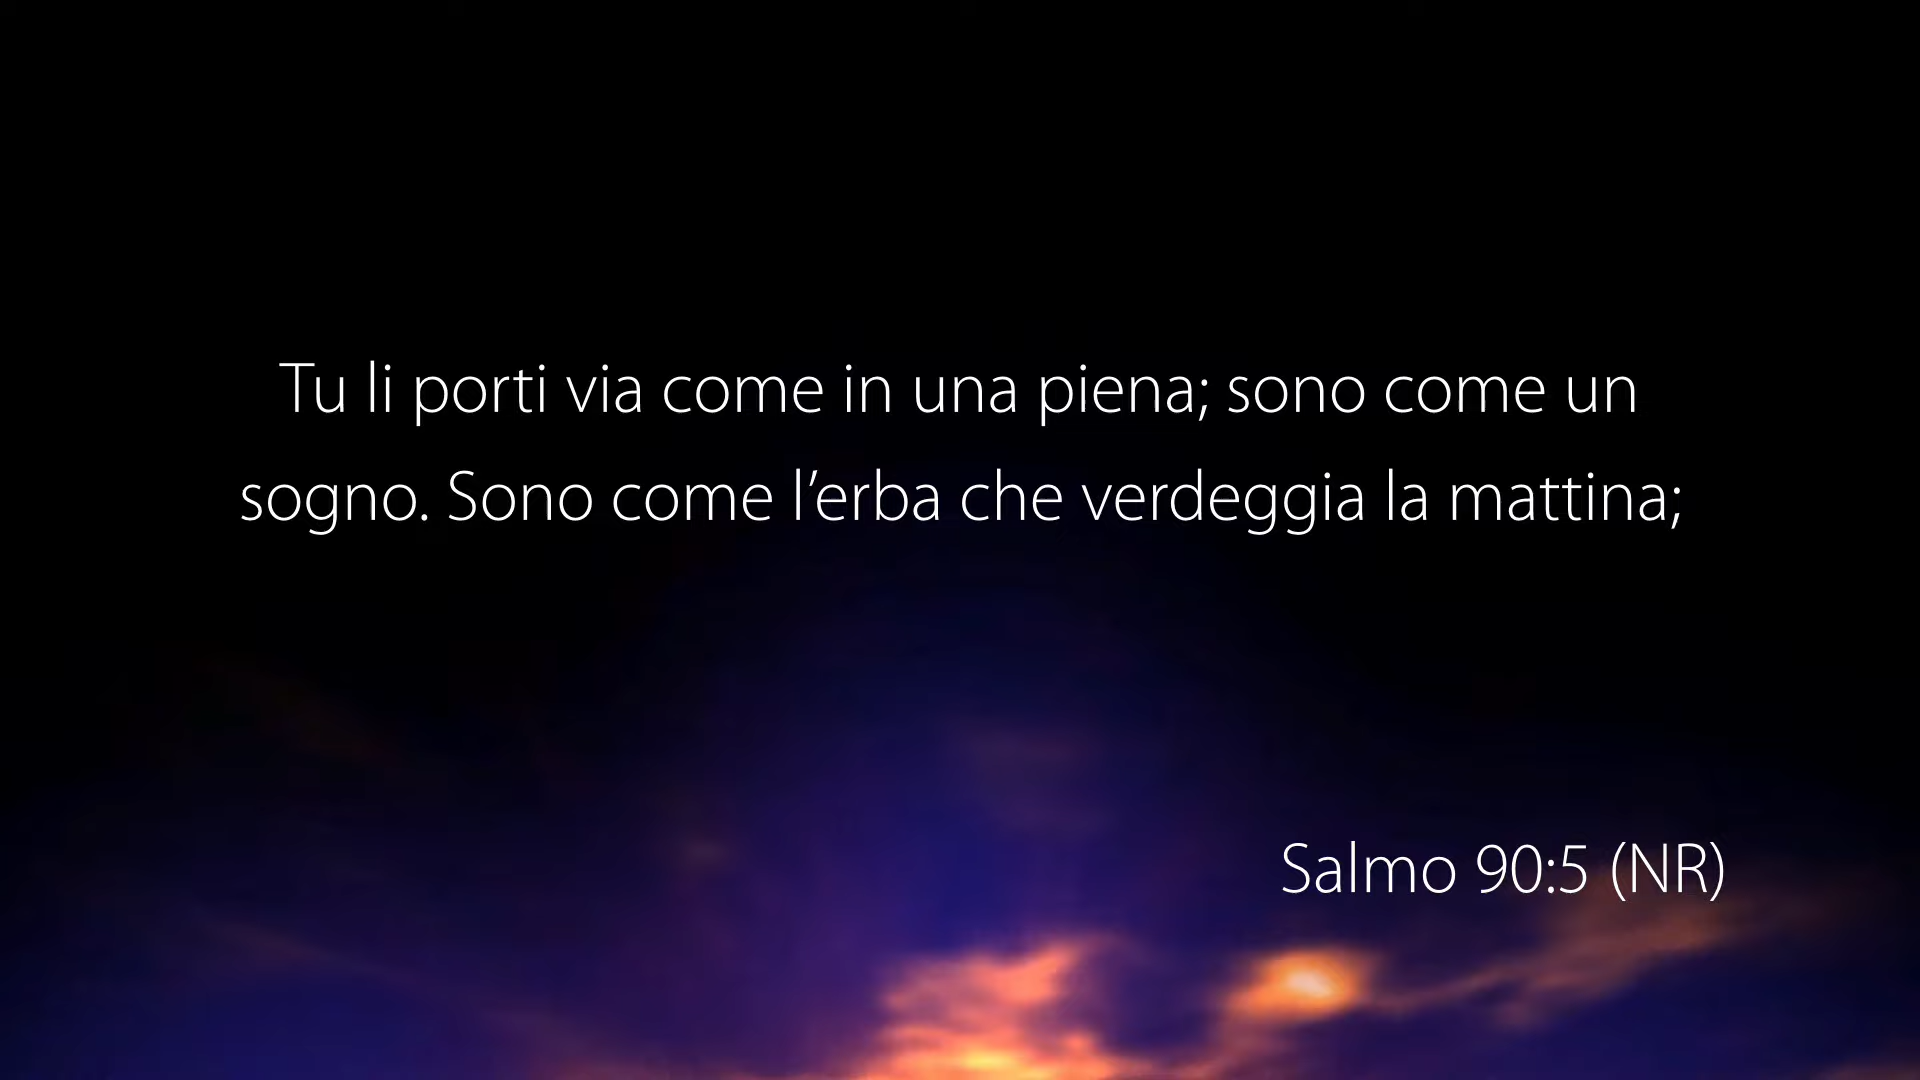 Tu li porti via come in una piena; sono come un
sogno. Sono come l’erba che verdeggia la mattina;
Salmo 90:5 (NR)